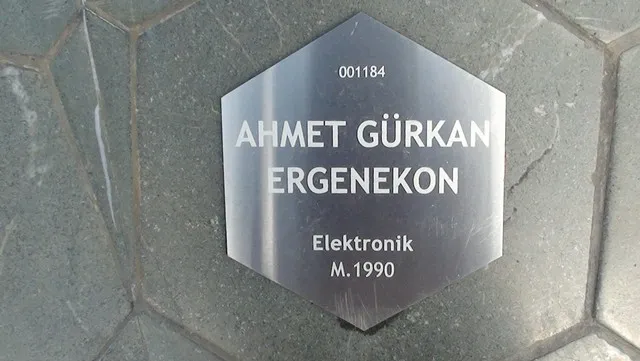 001184
AHMET GÜRKAN
ERGENEKON
Elektronik
M.1990